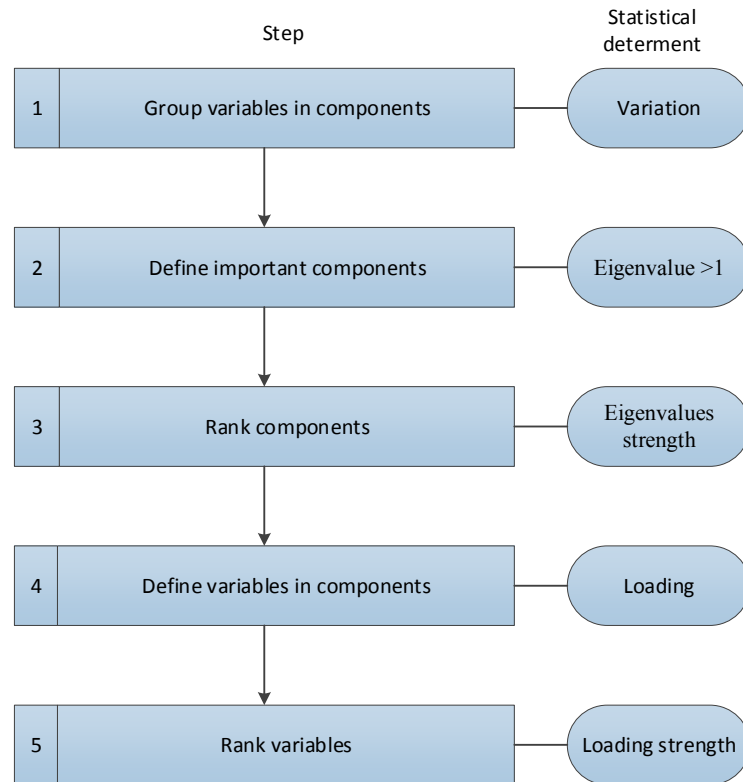 Step
Statistical
determent
1
Group variables in components
Variation
2
Define important components
Eigenvalue >1
3
Rank components
Eigenvalues
strength
4
Define variables in components
Loading
5
Rank variables
Loading strength